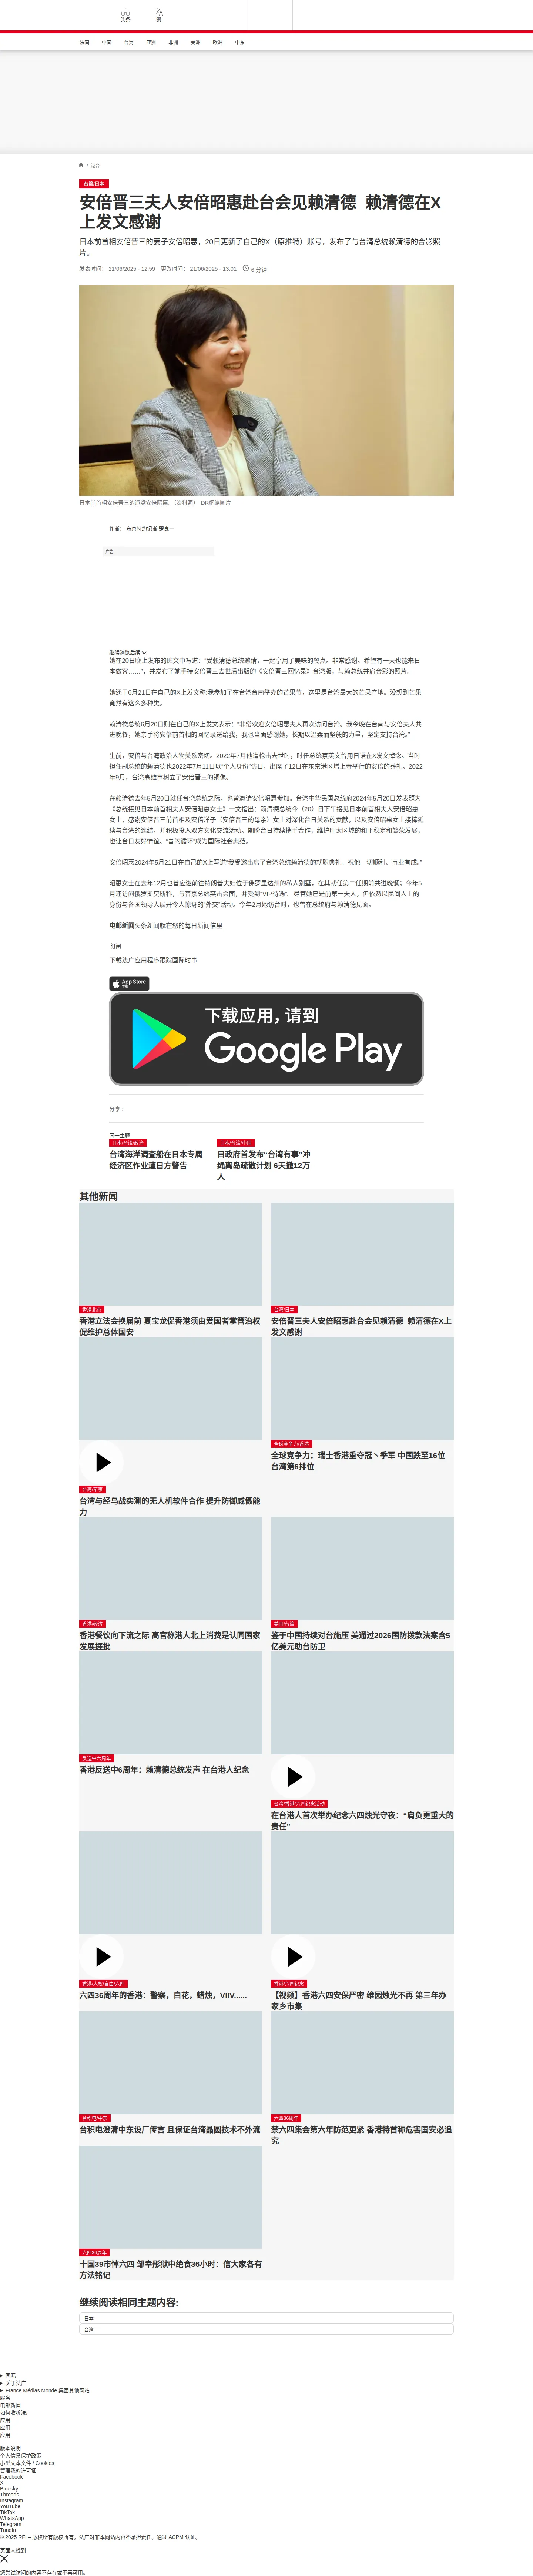 头条
繁
法国
中国
台海
亚洲
非洲
美洲
欧洲
中东
/ 港台
台海/日本
安倍晋三夫人安倍昭惠赴台会见赖清德 赖清德在X
上发文感谢
日本前首相安倍晋三的妻子安倍昭惠，20日更新了自己的X（原推特）账号，发布了与台湾总统赖清德的合影照
片。
发表时间： 21/06/2025 - 12:59 更改时间： 21/06/2025 - 13:01 6 分钟
日本前首相安倍晉三的遺孀安倍昭惠。（资料照） DR網絡圖片
作者： 东京特约记者 楚良一
广告
继续浏览后续
她在20日晚上发布的贴文中写道：“受赖清德总统邀请，一起享用了美味的餐点。非常感谢。希望有一天也能来日
本做客……”，并发布了她手持安倍晋三去世后出版的《安倍晋三回忆录》台湾版，与赖总统并肩合影的照片。
她还于6月21日在自己的X上发文称:我参加了在台湾台南举办的芒果节，这里是台湾最大的芒果产地。没想到芒果
竟然有这么多种类。
赖清德总统6月20日则在自己的X上发文表示：“非常欢迎安倍昭惠夫人再次访问台湾。我今晚在台南与安倍夫人共
进晚餐，她亲手将安倍前首相的回忆录送给我，我也当面感谢她，长期以温柔而坚毅的力量，坚定支持台湾。”
生前，安倍与台湾政治人物关系密切。2022年7月他遭枪击去世时，时任总统蔡英文曾用日语在X发文悼念。当时
担任副总统的赖清德也2022年7月11日以“个人身份”访日，出席了12日在东京港区增上寺举行的安倍的葬礼。2022
年9月，台湾高雄市树立了安倍晋三的铜像。
在赖清德去年5月20日就任台湾总统之际，也曾邀请安倍昭惠参加。台湾中华民国总统府2024年5月20日发表题为
《总统接见日本前首相夫人安倍昭惠女士》一文指出：赖清德总统今（20）日下午接见日本前首相夫人安倍昭惠
女士，感谢安倍晋三前首相及安倍洋子（安倍晋三的母亲）女士对深化台日关系的贡献，以及安倍昭惠女士接棒延
续与台湾的连结，并积极投入双方文化交流活动。期盼台日持续携手合作，维护印太区域的和平稳定和繁荣发展，
也让台日友好情谊、“善的循环”成为国际社会典范。
安倍昭惠2024年5月21日在自己的X上写道“我受邀出席了台湾总统赖清德的就职典礼。祝他一切顺利、事业有成。”
昭惠女士在去年12月也曾应邀前往特朗普夫妇位于佛罗里达州的私人别墅，在其就任第二任期前共进晚餐；今年5
月还访问俄罗斯莫斯科，与普京总统突击会面，并受到“VIP待遇”。尽管她已是前第一夫人，但依然以民间人士的
身份与各国领导人展开令人惊讶的“外交”活动。今年2月她访台时，也曾在总统府与赖清德见面。
电邮新闻头条新闻就在您的每日新闻信里
订阅
下载法广应用程序跟踪国际时事
App Store
下载
下载应用，请到
Google Play
分享 :
同一主题
日本/台湾/政治
台湾海洋调查船在日本专属
经济区作业遭日方警告
日本/台湾/中国
日政府首发布“台湾有事”冲
绳离岛疏散计划 6天撤12万
人
其他新闻
香港北京
香港立法会换届前 夏宝龙促香港须由爱国者掌管治权
促维护总体国安
台湾/日本
安倍晋三夫人安倍昭惠赴台会见赖清德 赖清德在X上
发文感谢
台湾/军事
台湾与经乌战实测的无人机软件合作 提升防御威慑能
力
全球竞争力/香港
全球竞争力：瑞士香港重夺冠丶季军 中国跌至16位
台湾第6排位
香港/经济
香港餐饮向下流之际 高官称港人北上消费是认同国家
发展捱批
美国/台湾
鉴于中国持续对台施压 美通过2026国防拨款法案含5
亿美元助台防卫
反送中六周年
香港反送中6周年：赖清德总统发声 在台港人纪念
台湾/香港/六四纪念活动
在台港人首次举办纪念六四烛光守夜：“肩负更重大的
责任”
香港/人权/自由/六四
六四36周年的香港：警察，白花，蜡烛，VIIV......
香港/六四纪念
【视频】香港六四安保严密 维园烛光不再 第三年办
家乡市集
台积电/中东
台积电澄清中东设厂传言 且保证台湾晶圆技术不外流
六四36周年
禁六四集会第六年防范更紧 香港特首称危害国安必追
究
六四36周年
十国39市悼六四 邹幸彤狱中绝食36小时：信大家各有
方法铭记
继续阅读相同主题内容:
日本
台湾
国际
关于法广
France Médias Monde 集团其他网站
服务
电邮新闻
如何收听法广
应用
应用
应用
版本说明
个人信息保护政策
小型文本文件 / Cookies
管理我的许可证
Facebook
X
Bluesky
Threads
Instagram
YouTube
TikTok
WhatsApp
Telegram
TuneIn
© 2025 RFI – 版权所有版权所有。法广对非本网站内容不承担责任。通过 ACPM 认证。
页面未找到
您尝试访问的内容不存在或不再可用。